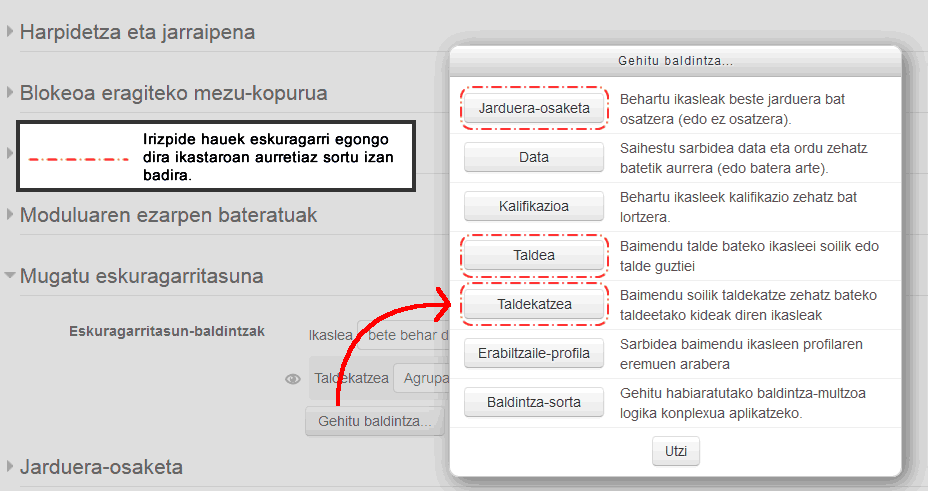 Harpidetza eta jarraipena
Blokeoa eragiteko mezu-kopurua
Irizpide hauek eskuragarri egongo
dira ikastaroan aurretiaz sortu izan
badira.
Moduluaren ezarpen bateratuak
Mugatu eskuragarritasuna
Eskuragarritasun-baldintzak
Ikaslea bete behar d
Taldekatzea Agrupa
Gehitu baldintza...
Jarduera-osaketa
Gehitu baldintza...
Jarduera-osaketa
Behartu ikasleak beste jarduera bat
osatzera (edo ez osatzera).
Data
Saihestu sarbidea data eta ordu zehatz
batetik aurrera (edo batera arte).
Kalifikazioa
Behartu ikasleek kalifikazio zehatz bat
lortzera.
Taldea
Baimendu talde bateko ikasleei soilik edo
talde guztiei
Taldekatzea
Baimendu soilik taldekatze zehatz bateko
taldeetako kideak diren ikasleak
Erabiltzaile-profila
Sarbidea baimendu ikasleen profilaren
eremuen arabera
Baldintza-sorta
Gehitu habiaratutako baldintza-multzoa
logika konplexua aplikatzeko.
Utzi